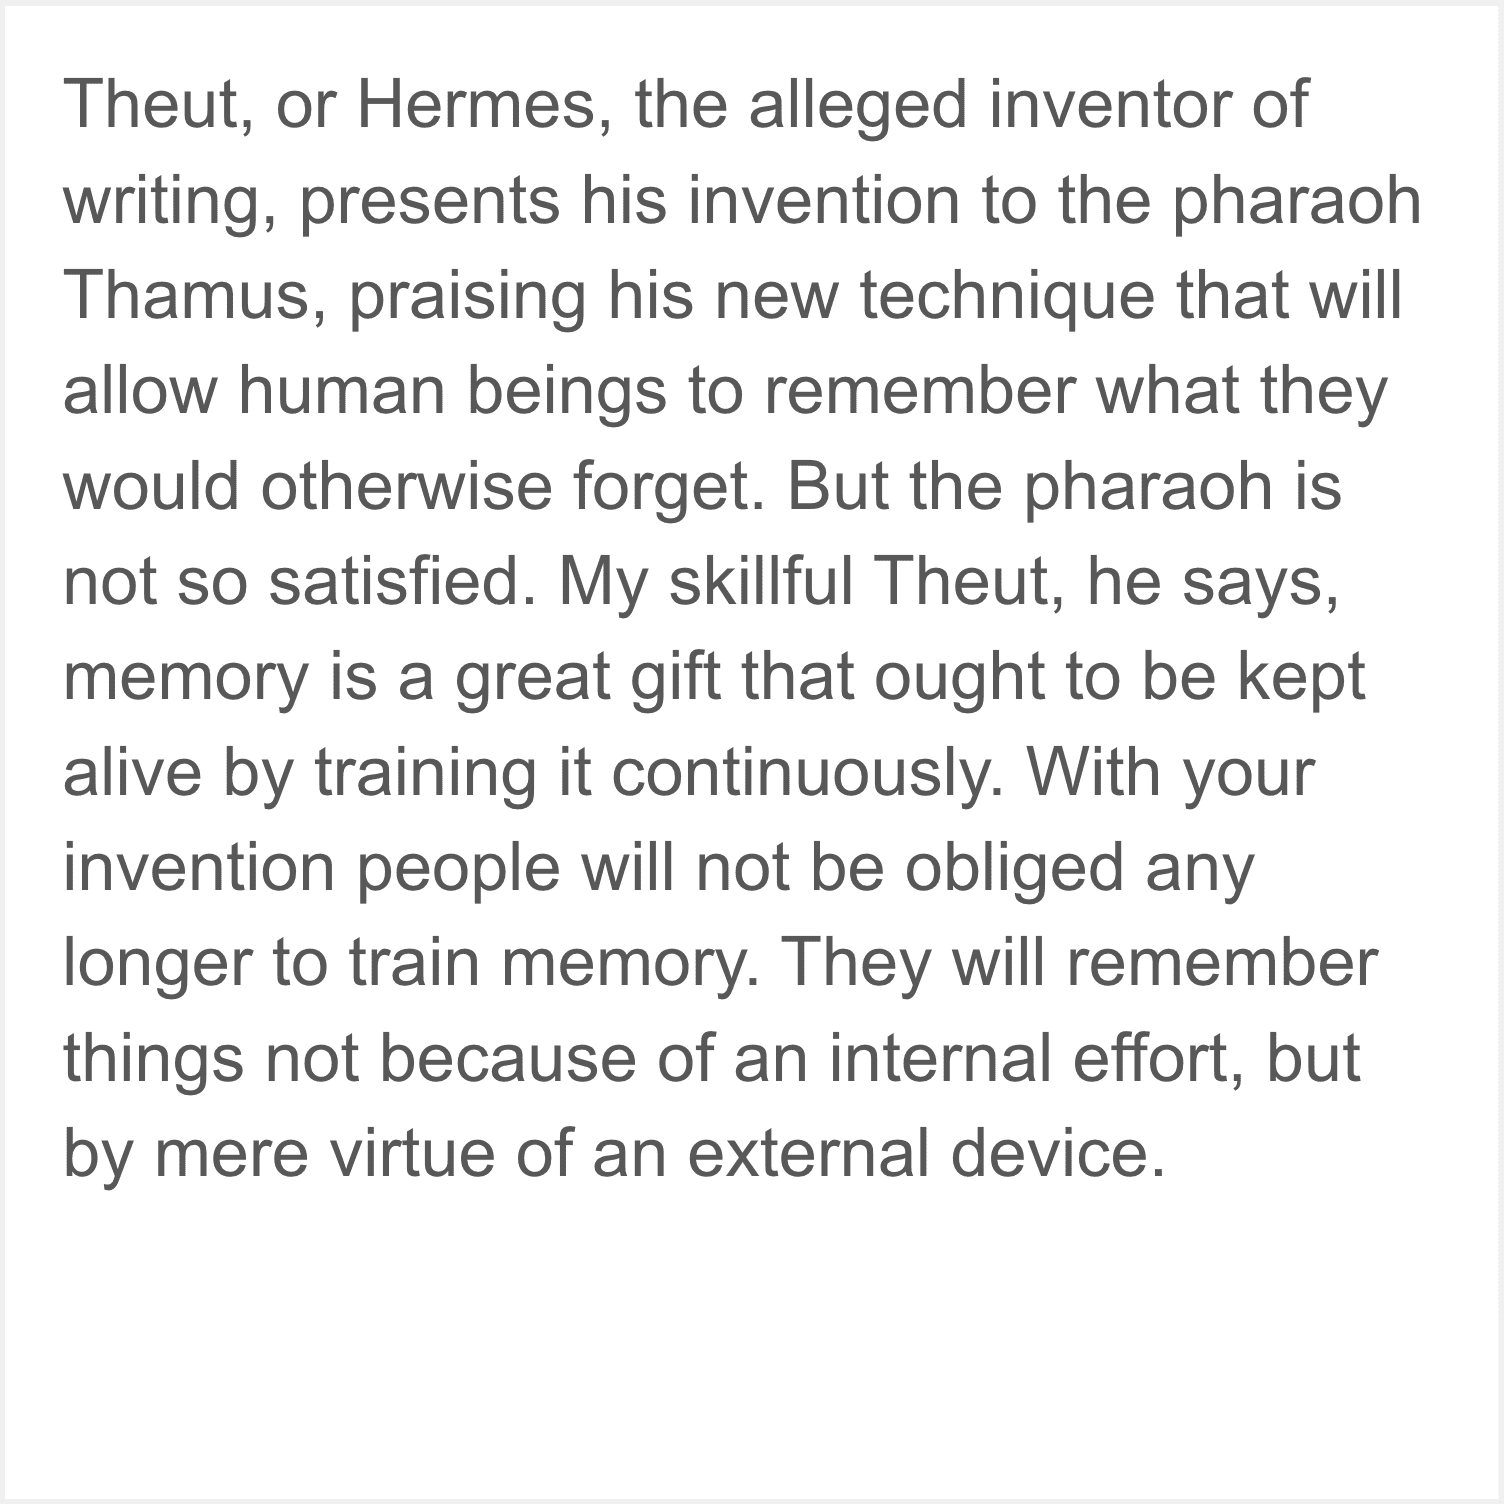 Theut, or Hermes, the alleged inventor of
writing, presents his invention to the pharaoh
Thamus, praising his new technique that will
allow human beings to remember what they
would otherwise forget. But the pharaoh is
not so satisfied. My skillful Theut, he says,
memory is a great gift that ought to be kept
alive by training it continuously. With your
invention people will not be obliged any
longer to train memory. They will remember
things not because of an internal effort, but
by mere virtue of an external device.